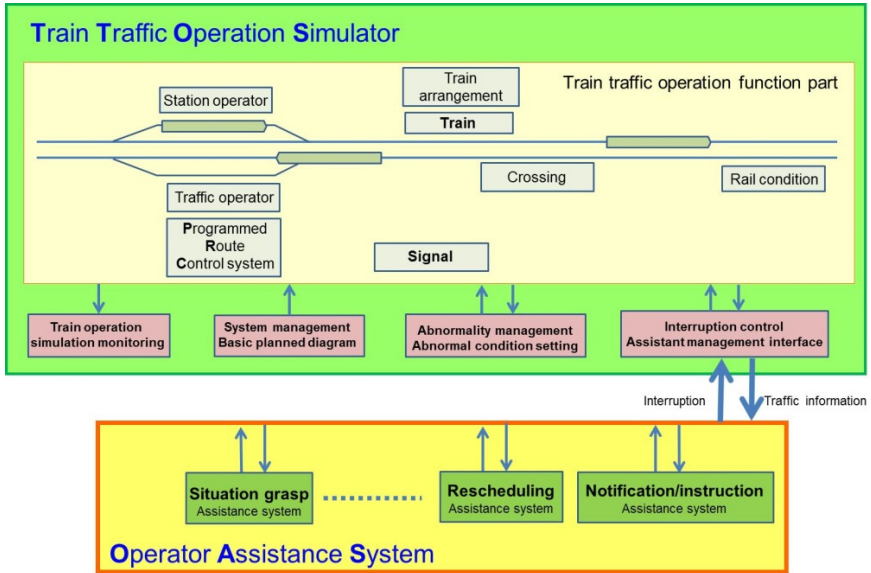 Train Traffic Operation Simulator
Train traffic operation function part
Station operator
Train
arrangement
Train
Crossing
Rail condition
Traffic operator
Programmed
Route
Control system
Signal
Train operation
simulation monitoring
System management
Basic planned diagram
Abnormality management
Abnormal condition setting
Interruption control
Assistant management interface
Interruption
Traffic information
Situation grasp
Assistance system
Rescheduling
Assistance system
Notification/instruction
Assistance system
Operator Assistance System